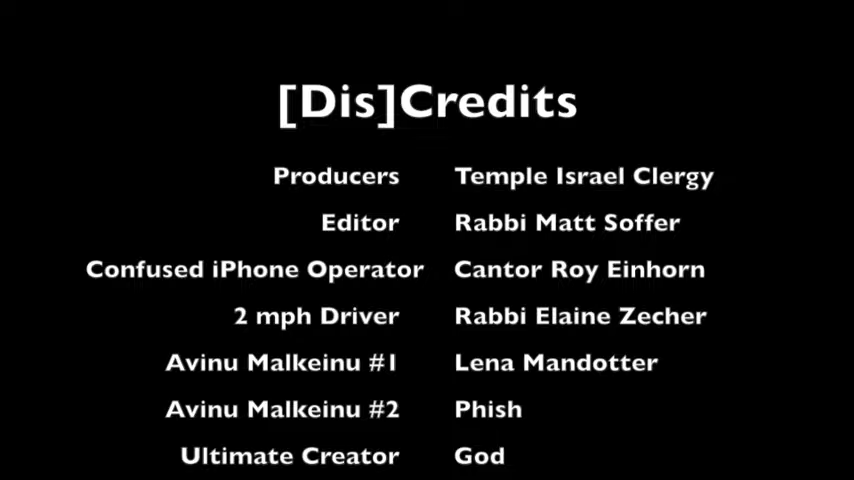 [Dis]Credits
Producers Temple Israel Clergy
Editor Rabbi Matt Soffer
Confused iPhone Operator Cantor Roy Einhorn
2 mph Driver Rabbi Elaine Zecher
Avinu Malkeinu #1 Lena Mandotter
Avinu Malkeinu #2 Phish
Ultimate Creator God